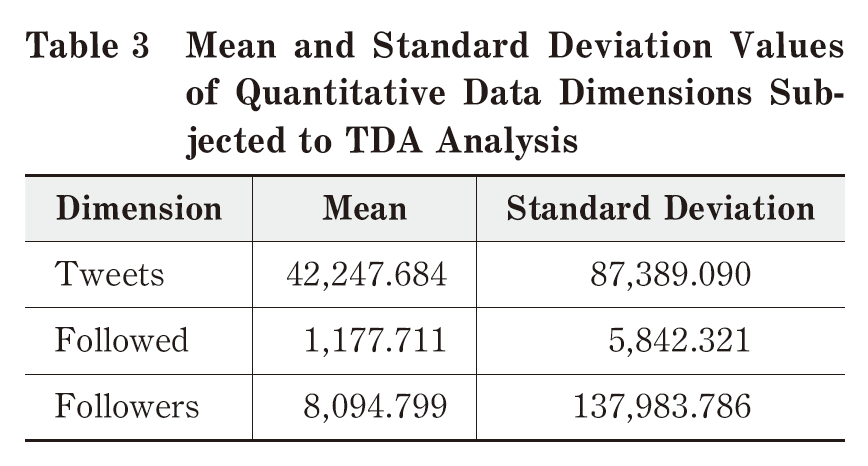 Table 3 Mean and Standard Deviation Values
of Quantitative Data Dimensions Sub-
jected to TDA Analysis
Dimension Mean Standard Deviation
Tweets 42,247.684 87,389.090
Followed 1,177.711 5,842.321
Followers 8,094.799 137,983.786